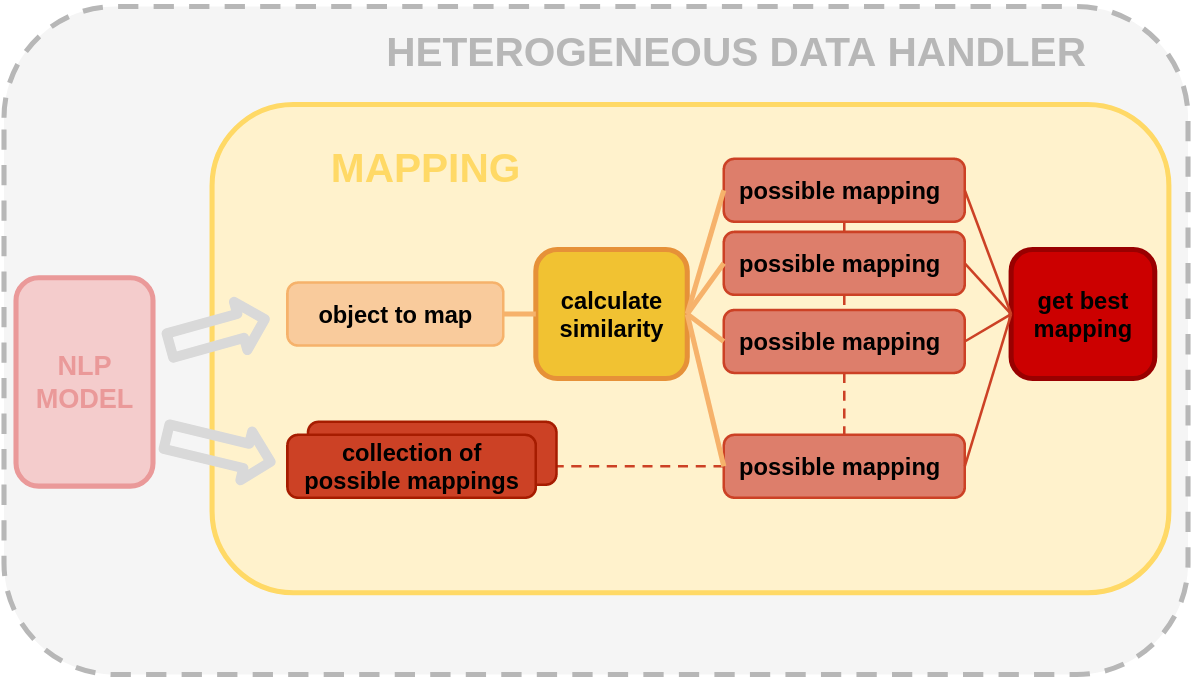 HETEROGENEOUS DATA HANDLER
MAPPING
NLP
MODEL
object to map
collection of
possible mappings
calculate
similarity
possible mapping
possible mapping
possible mapping
possible mapping
get best
mapping